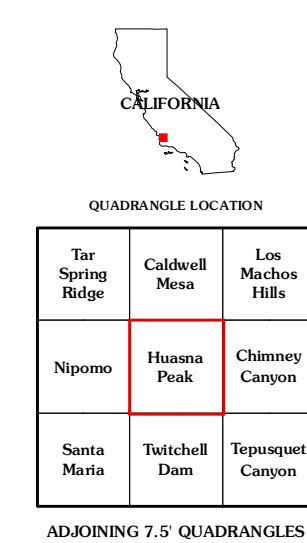 CALIFORNIA
QUADRANGLE LOCATION
Tar
Spring
Ridge
Caldwell
Mesa
Los
Machos
Hills
Nipomo
Huasna
Peak
Chimney
Canyon
Santa
Maria
Twitchell
Dam
Tepusquet
Canyon
ADJOINING 7.5' QUADRANGLES